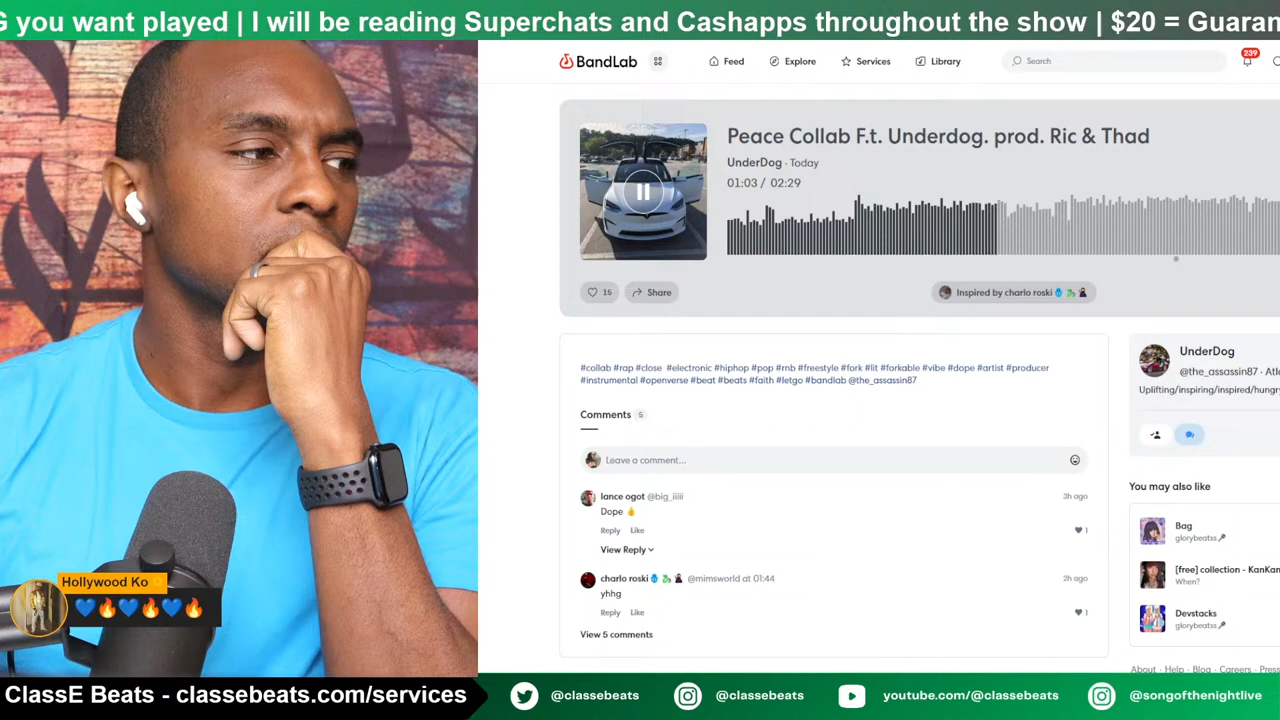 G you want played | I will be reading Superchats and Cashapps throughout the show | $20 = Guaran
BandLab
Feed
Explore
Services
Library
Search
239
Peace Collab F.t. Underdog. prod. Ric & Thad
UnderDog · Today
01:03 / 02:29
16
Share
Inspired by charlo roski
#collab #rap #close #electronic #hiphop #pop #rnb #freestyle #fork #lit #forkable #vibe #dope #artist #producer
#instrumental #openverse #beat #beats #faith #letgo #bandlab @the_assassin87
Comments 5
Leave a comment...
lance ogot @big_iiiii
3h ago
Dope 👍
Reply Like
1
View Reply
charlo roski @mimsworld at 01:44
2h ago
yhhg
Reply Like
1
View 5 comments
UnderDog
@the_assassin87 · Atl
Uplifting/inspiring/inspired/hungry
You may also like
Bag
glorybeatss
[free] collection - KanKan
When?
Devstacks
glorybeatss
About · Help · Blog · Careers · Press
Hollywood Ko
💙🔥💙🔥💙🔥
ClassE Beats - classebeats.com/services
@classebeats
@classebeats
youtube.com/@classebeats
@songofthenightlive